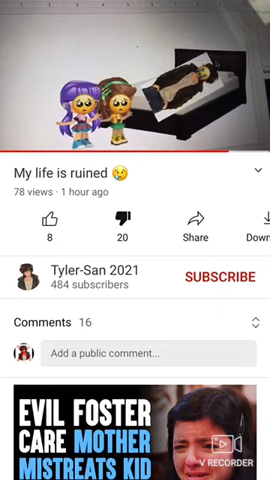 My life is ruined 😢
78 views · 1 hour ago
8
20
Share
Down
Tyler-San 2021
484 subscribers
SUBSCRIBE
Comments 16
Add a public comment...
EVIL FOSTER
CARE MOTHER
MISTREATS KID
V RECORDER